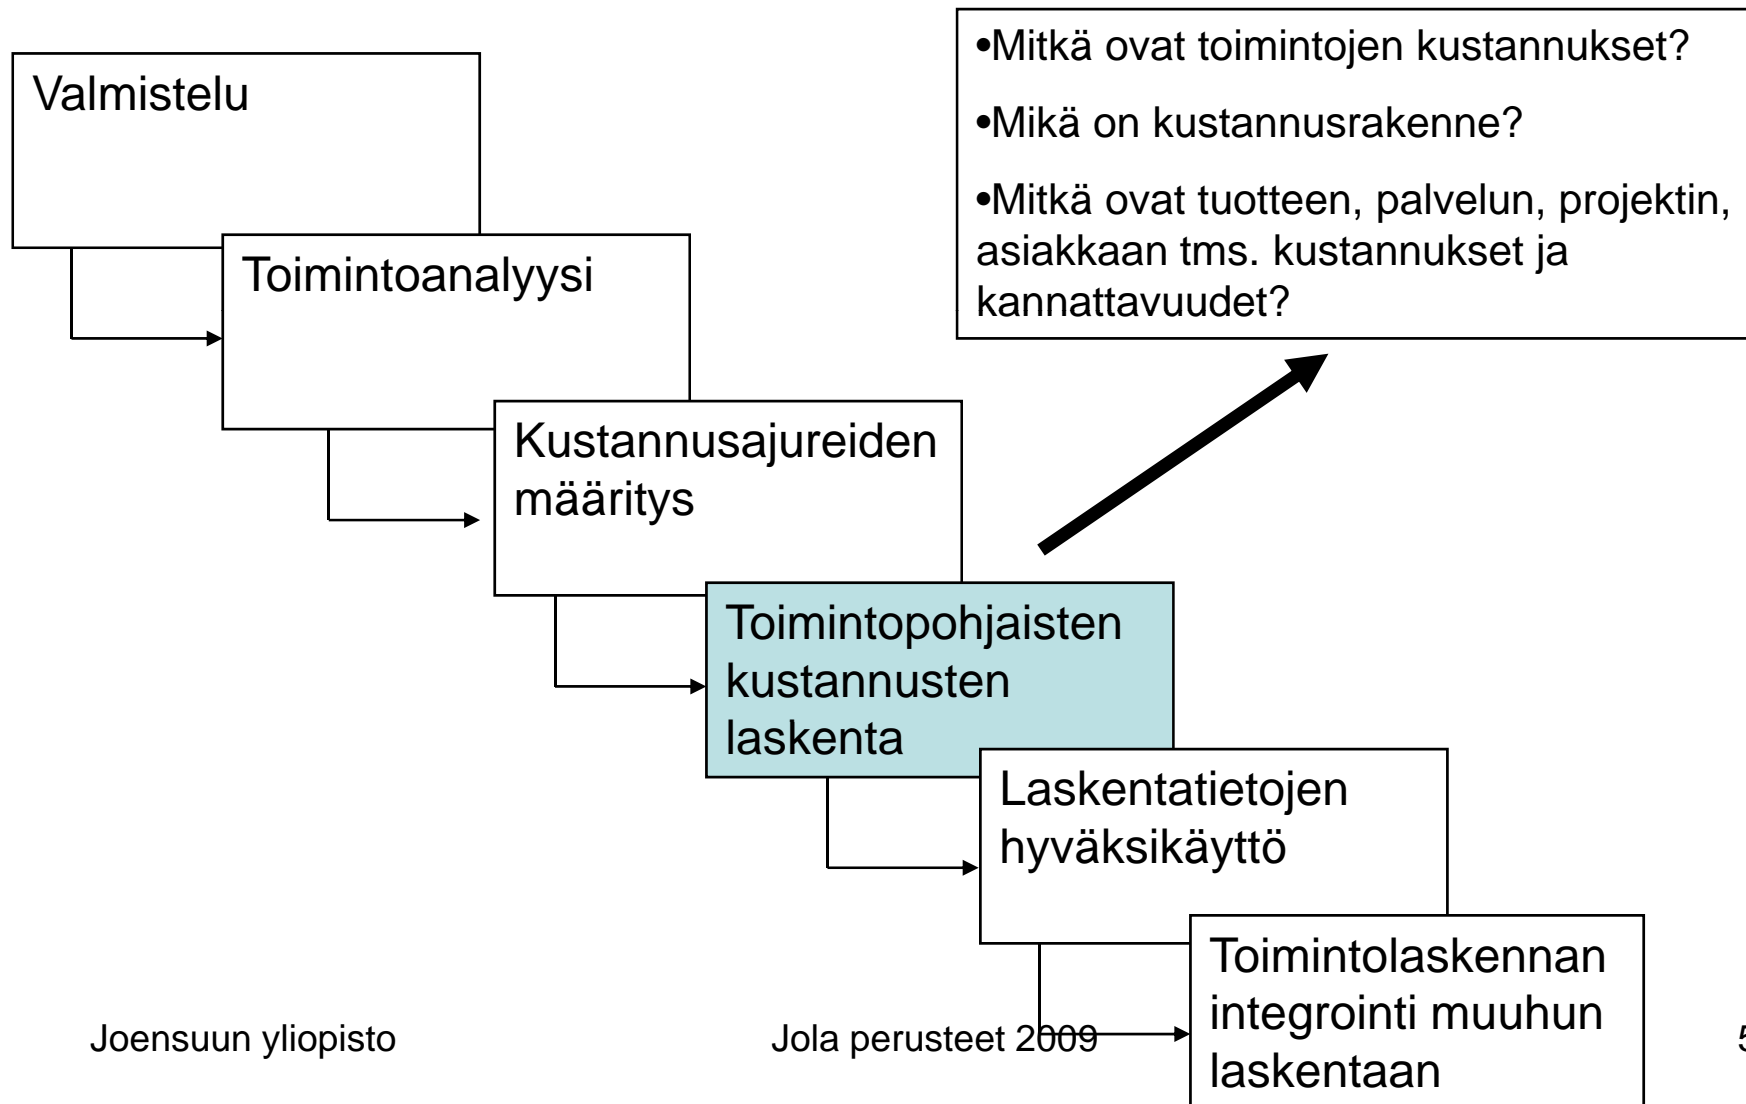 Valmistelu
Toimintoanalyysi
Kustannusajureiden
määritys
Toimintopohjaisten
kustannusten
laskenta
Laskentatietojen
hyväksikäyttö
Toimintolaskennan
integrointi muuhun
laskentaan
•Mitkä ovat toimintojen kustannukset?
•Mikä on kustannusrakenne?
•Mitkä ovat tuotteen, palvelun, projektin,
asiakkaan tms. kustannukset ja
kannattavuudet?
Joensuun yliopisto
Jola perusteet 2009